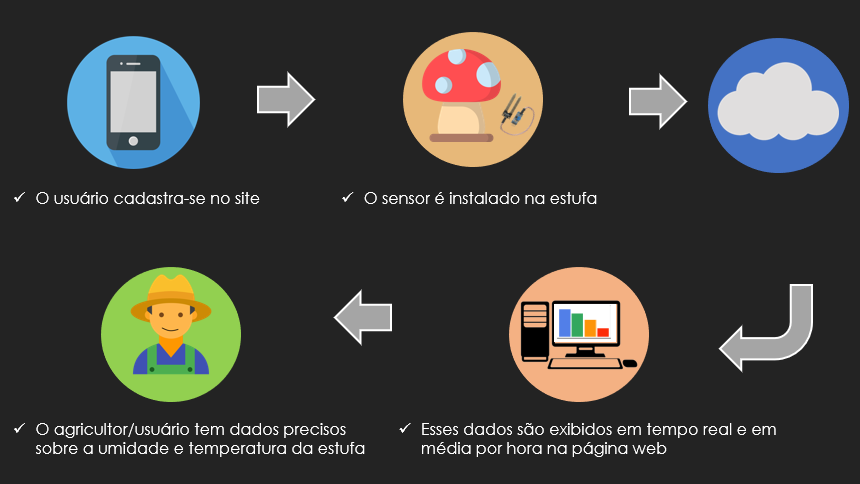 ✓ O usuário cadastra-se no site
✓ O sensor é instalado na estufa
✓ O agricultor/usuário tem dados precisos
sobre a umidade e temperatura da estufa
✓ Esses dados são exibidos em tempo real e em
média por hora na página web